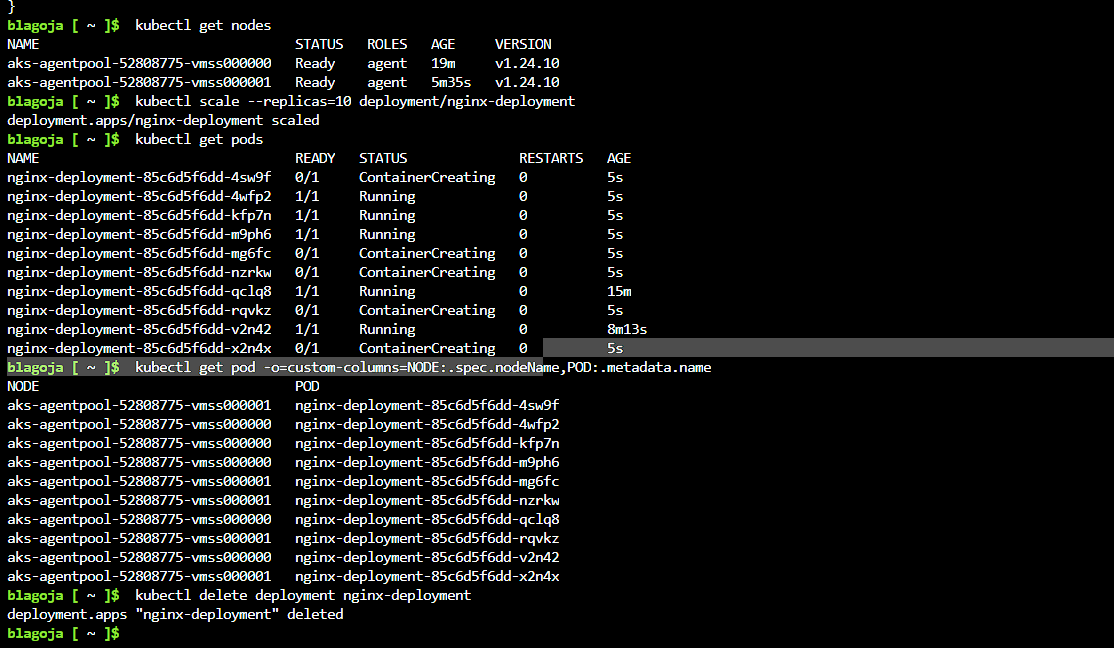 }
blagoja [ ~ ]$  kubectl get nodes
NAME                                STATUS   ROLES   AGE     VERSION
aks-agentpool-52808775-vmss000000   Ready    agent   19m     v1.24.10
aks-agentpool-52808775-vmss000001   Ready    agent   5m35s   v1.24.10
blagoja [ ~ ]$  kubectl scale --replicas=10 deployment/nginx-deployment
deployment.apps/nginx-deployment scaled
blagoja [ ~ ]$  kubectl get pods
NAME                                READY   STATUS              RESTARTS   AGE
nginx-deployment-85c6d5f6dd-4sw9f   0/1     ContainerCreating   0          5s
nginx-deployment-85c6d5f6dd-4wfp2   1/1     Running             0          5s
nginx-deployment-85c6d5f6dd-kfp7n   1/1     Running             0          5s
nginx-deployment-85c6d5f6dd-m9ph6   1/1     Running             0          5s
nginx-deployment-85c6d5f6dd-mg6fc   0/1     ContainerCreating   0          5s
nginx-deployment-85c6d5f6dd-nzrkw   0/1     ContainerCreating   0          5s
nginx-deployment-85c6d5f6dd-qclq8   1/1     Running             0          15m
nginx-deployment-85c6d5f6dd-rqvkz   0/1     ContainerCreating   0          5s
nginx-deployment-85c6d5f6dd-v2n42   1/1     Running             0          8m13s
nginx-deployment-85c6d5f6dd-x2n4x   0/1     ContainerCreating   0          5s
blagoja [ ~ ]$  kubectl get pod -o=custom-columns=NODE:.spec.nodeName,POD:.metadata.name
NODE                                POD
aks-agentpool-52808775-vmss000001   nginx-deployment-85c6d5f6dd-4sw9f
aks-agentpool-52808775-vmss000000   nginx-deployment-85c6d5f6dd-4wfp2
aks-agentpool-52808775-vmss000000   nginx-deployment-85c6d5f6dd-kfp7n
aks-agentpool-52808775-vmss000000   nginx-deployment-85c6d5f6dd-m9ph6
aks-agentpool-52808775-vmss000001   nginx-deployment-85c6d5f6dd-mg6fc
aks-agentpool-52808775-vmss000001   nginx-deployment-85c6d5f6dd-nzrkw
aks-agentpool-52808775-vmss000000   nginx-deployment-85c6d5f6dd-qclq8
aks-agentpool-52808775-vmss000001   nginx-deployment-85c6d5f6dd-rqvkz
aks-agentpool-52808775-vmss000000   nginx-deployment-85c6d5f6dd-v2n42
aks-agentpool-52808775-vmss000001   nginx-deployment-85c6d5f6dd-x2n4x
blagoja [ ~ ]$  kubectl delete deployment nginx-deployment
deployment.apps "nginx-deployment" deleted
blagoja [ ~ ]$